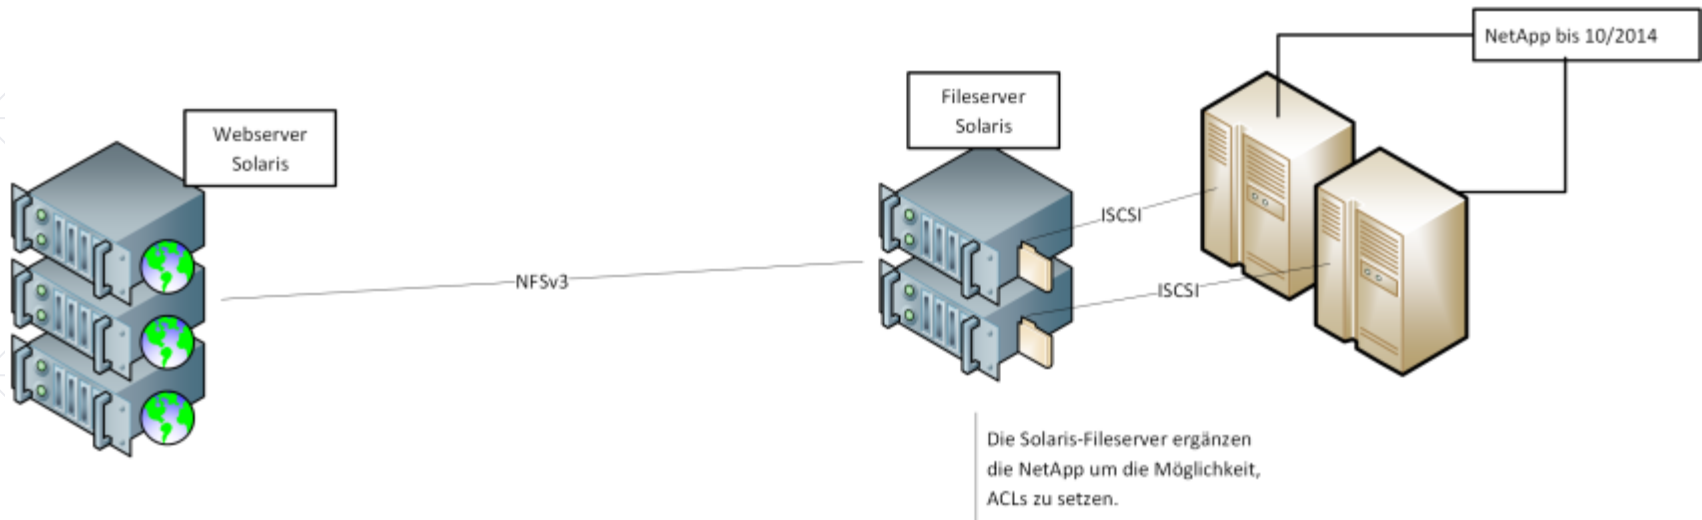 NetApp bis 10/2014
Fileserver
Solaris
Webserver
Solaris
ISCSI
NFSv3
ISCSI
Die Solaris-Fileserver ergänzen
die NetApp um die Möglichkeit,
ACLs zu setzen.